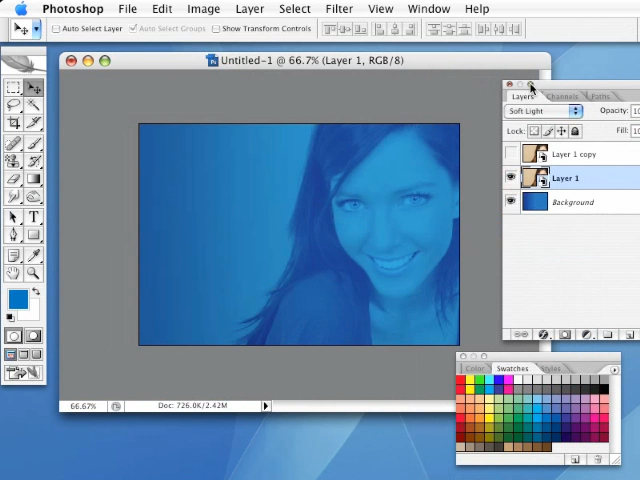 Photoshop File Edit Image Layer Select Filter View Window Help
Auto Select Layer Auto Select Groups Show Transform Controls
Untitled-1 @ 66.7% (Layer 1, RGB/8)
Layers Channels Paths
Soft Light Opacity: 10
Lock: Fill: 10
Layer 1 copy
Layer 1
Background
Color Swatches Styles
66.67% Doc: 726.0K/2.42M